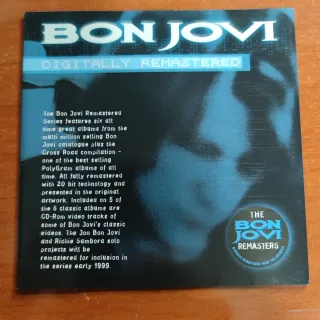 BON JOVI
DIGITALLY REMASTERED
The Bon Jovi Remastered
Series features six all
time great albums from the
multi million selling Bon
Jovi catalogue plus the
Cross Road compilation -
one of the best selling
PolyGram albums of all
time. All fully remastered
with 20 bit technology and
presented in the original
artwork. Included on 5 of
the 6 classic albums are
CD-Rom video tracks of
some of Bon Jovi's classic
videos. The Jon Bon Jovi
and Richie Sambora solo
projects will be
remastered for inclusion in
the series early 1999.
THE
BON
JOVI
REMASTERS